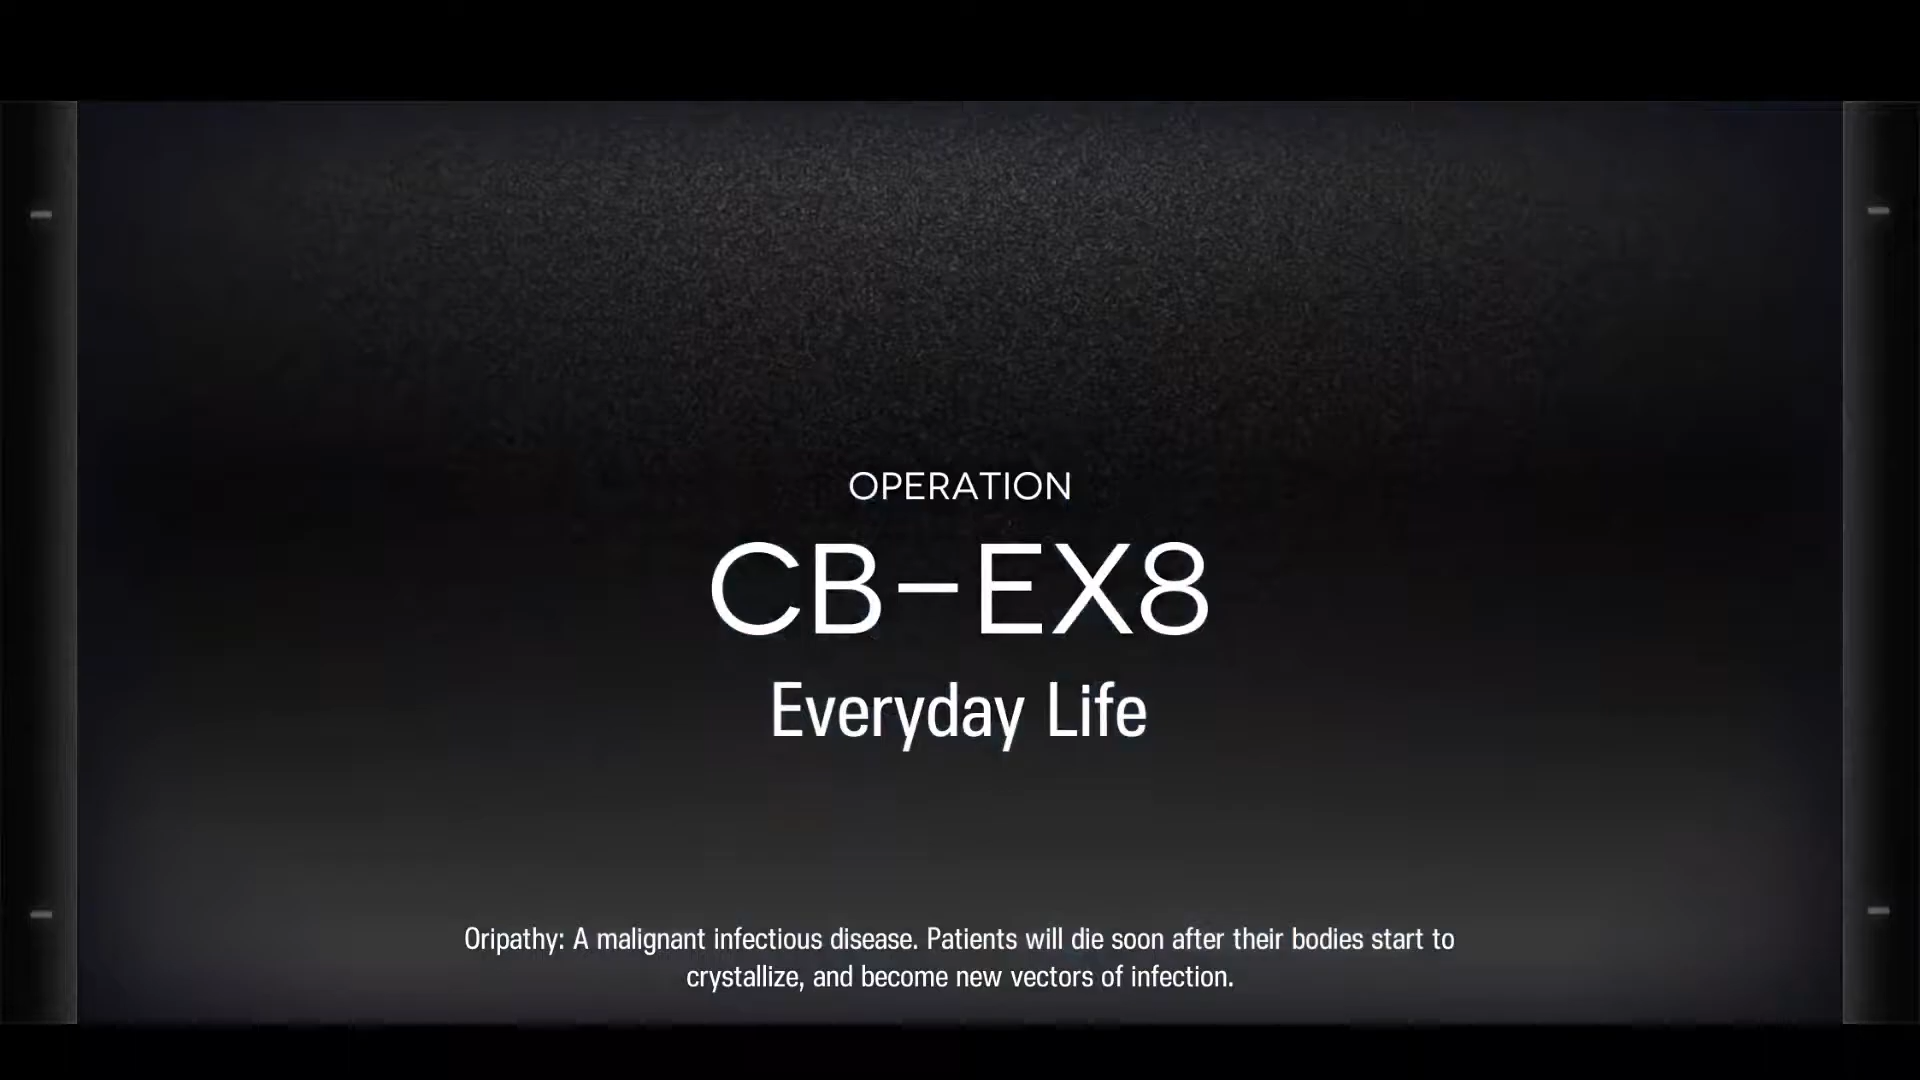 OPERATION
CB-EX8
Everyday Life
Oripathy: A malignant infectious disease. Patients will die soon after their bodies start to
crystallize, and become new vectors of infection.